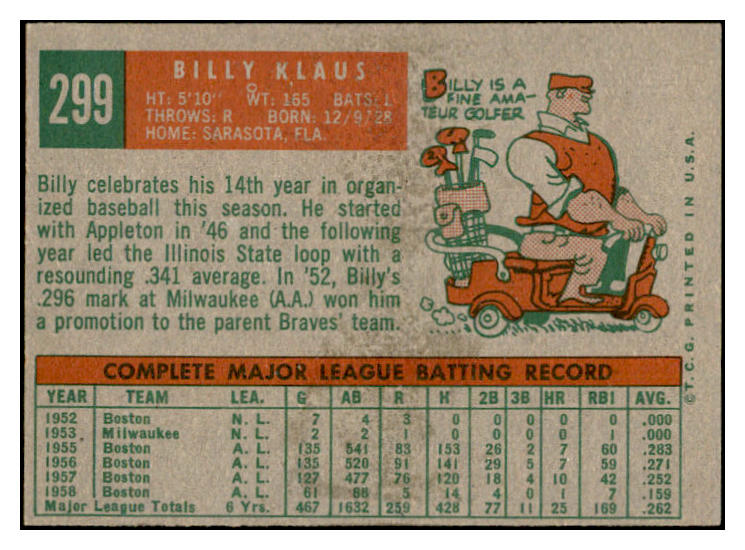 299
BILLY KLAUS
HT: 5'10" WT: 165 BATS: L
THROWS: R BORN: 12/9/28
HOME: SARASOTA, FLA.
BILLY IS A
FINE AMA-
TEUR GOLFER
Billy celebrates his 14th year in organ-
ized baseball this season. He started
with Appleton in '46 and the following
year led the Illinois State loop with a
resounding .341 average. In '52, Billy's
.296 mark at Milwaukee (A.A.) won him
a promotion to the parent Braves' team.
© T. C. G. PRINTED IN U.S.A.
COMPLETE MAJOR LEAGUE BATTING RECORD
YEAR TEAM LEA. G AB R H 2B 3B HR RBI AVG.
1952 Boston N. L. 7 4 3 0 0 0 0 0 .000
1953 Milwaukee N. L. 2 2 1 0 0 0 0 1 .000
1955 Boston A. L. 135 541 83 153 26 2 7 60 .283
1956 Boston A. L. 135 520 91 141 29 5 7 59 .271
1957 Boston A. L. 127 477 76 120 18 4 10 42 .252
1958 Boston A. L. 61 88 5 14 4 0 1 7 .159
Major League Totals 6 Yrs. 467 1632 259 428 77 11 25 169 .262